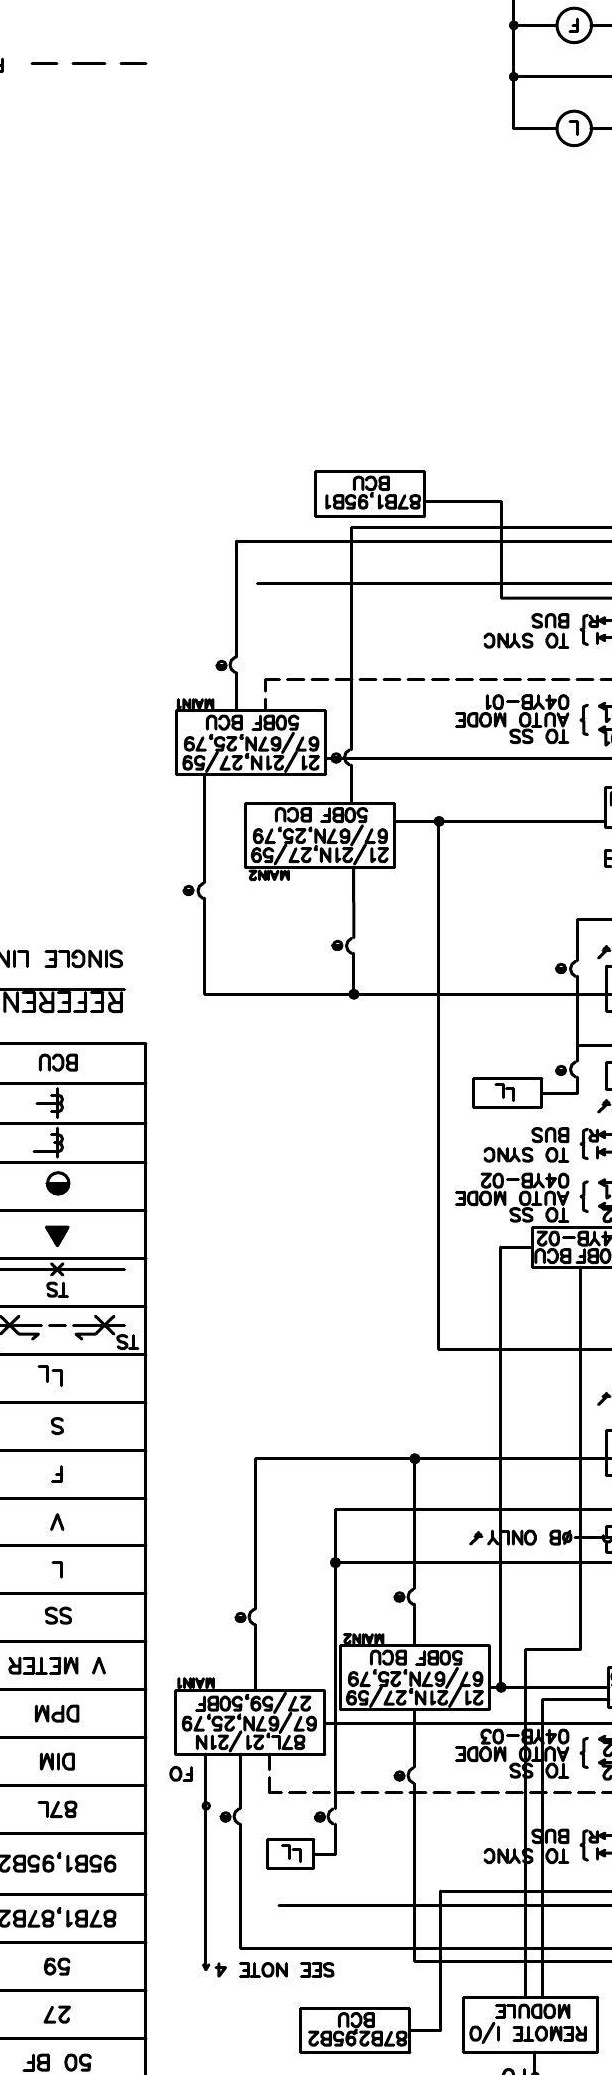 FO
REMOTE I/O
MODULE
87B2,95B2
BCU
SEE NOTE 4
TO SYNC
BUS
R
LL
FO
TO SS
AUTO MODE
04YB-03
87L,21/21N
67/67N,25,79
27/59,50BF
MAIN1
21/21N,27/59
67/67N,25,79
50BF BCU
MAIN2
ØB ONLY
50BF BCU
04YB-02
TO SS
AUTO MODE
04YB-02
TO SYNC
BUS
R
LL
MAIN2
21/21N,27/59
67/67N,25,79
50BF BCU
21/21N,27/59
67/67N,25,79
50BF BCU
MAIN1
TO SS
AUTO MODE
04YB-01
TO SYNC
BUS
R
87B1,95B1
BCU
L
F
50 BF
27
59
87B1,87B2
95B1,95B2
87L
DIM
DPM
V METER
SS
L
V
F
S
LL
TS
TS
BCU
REFEREN
SINGLE LIN